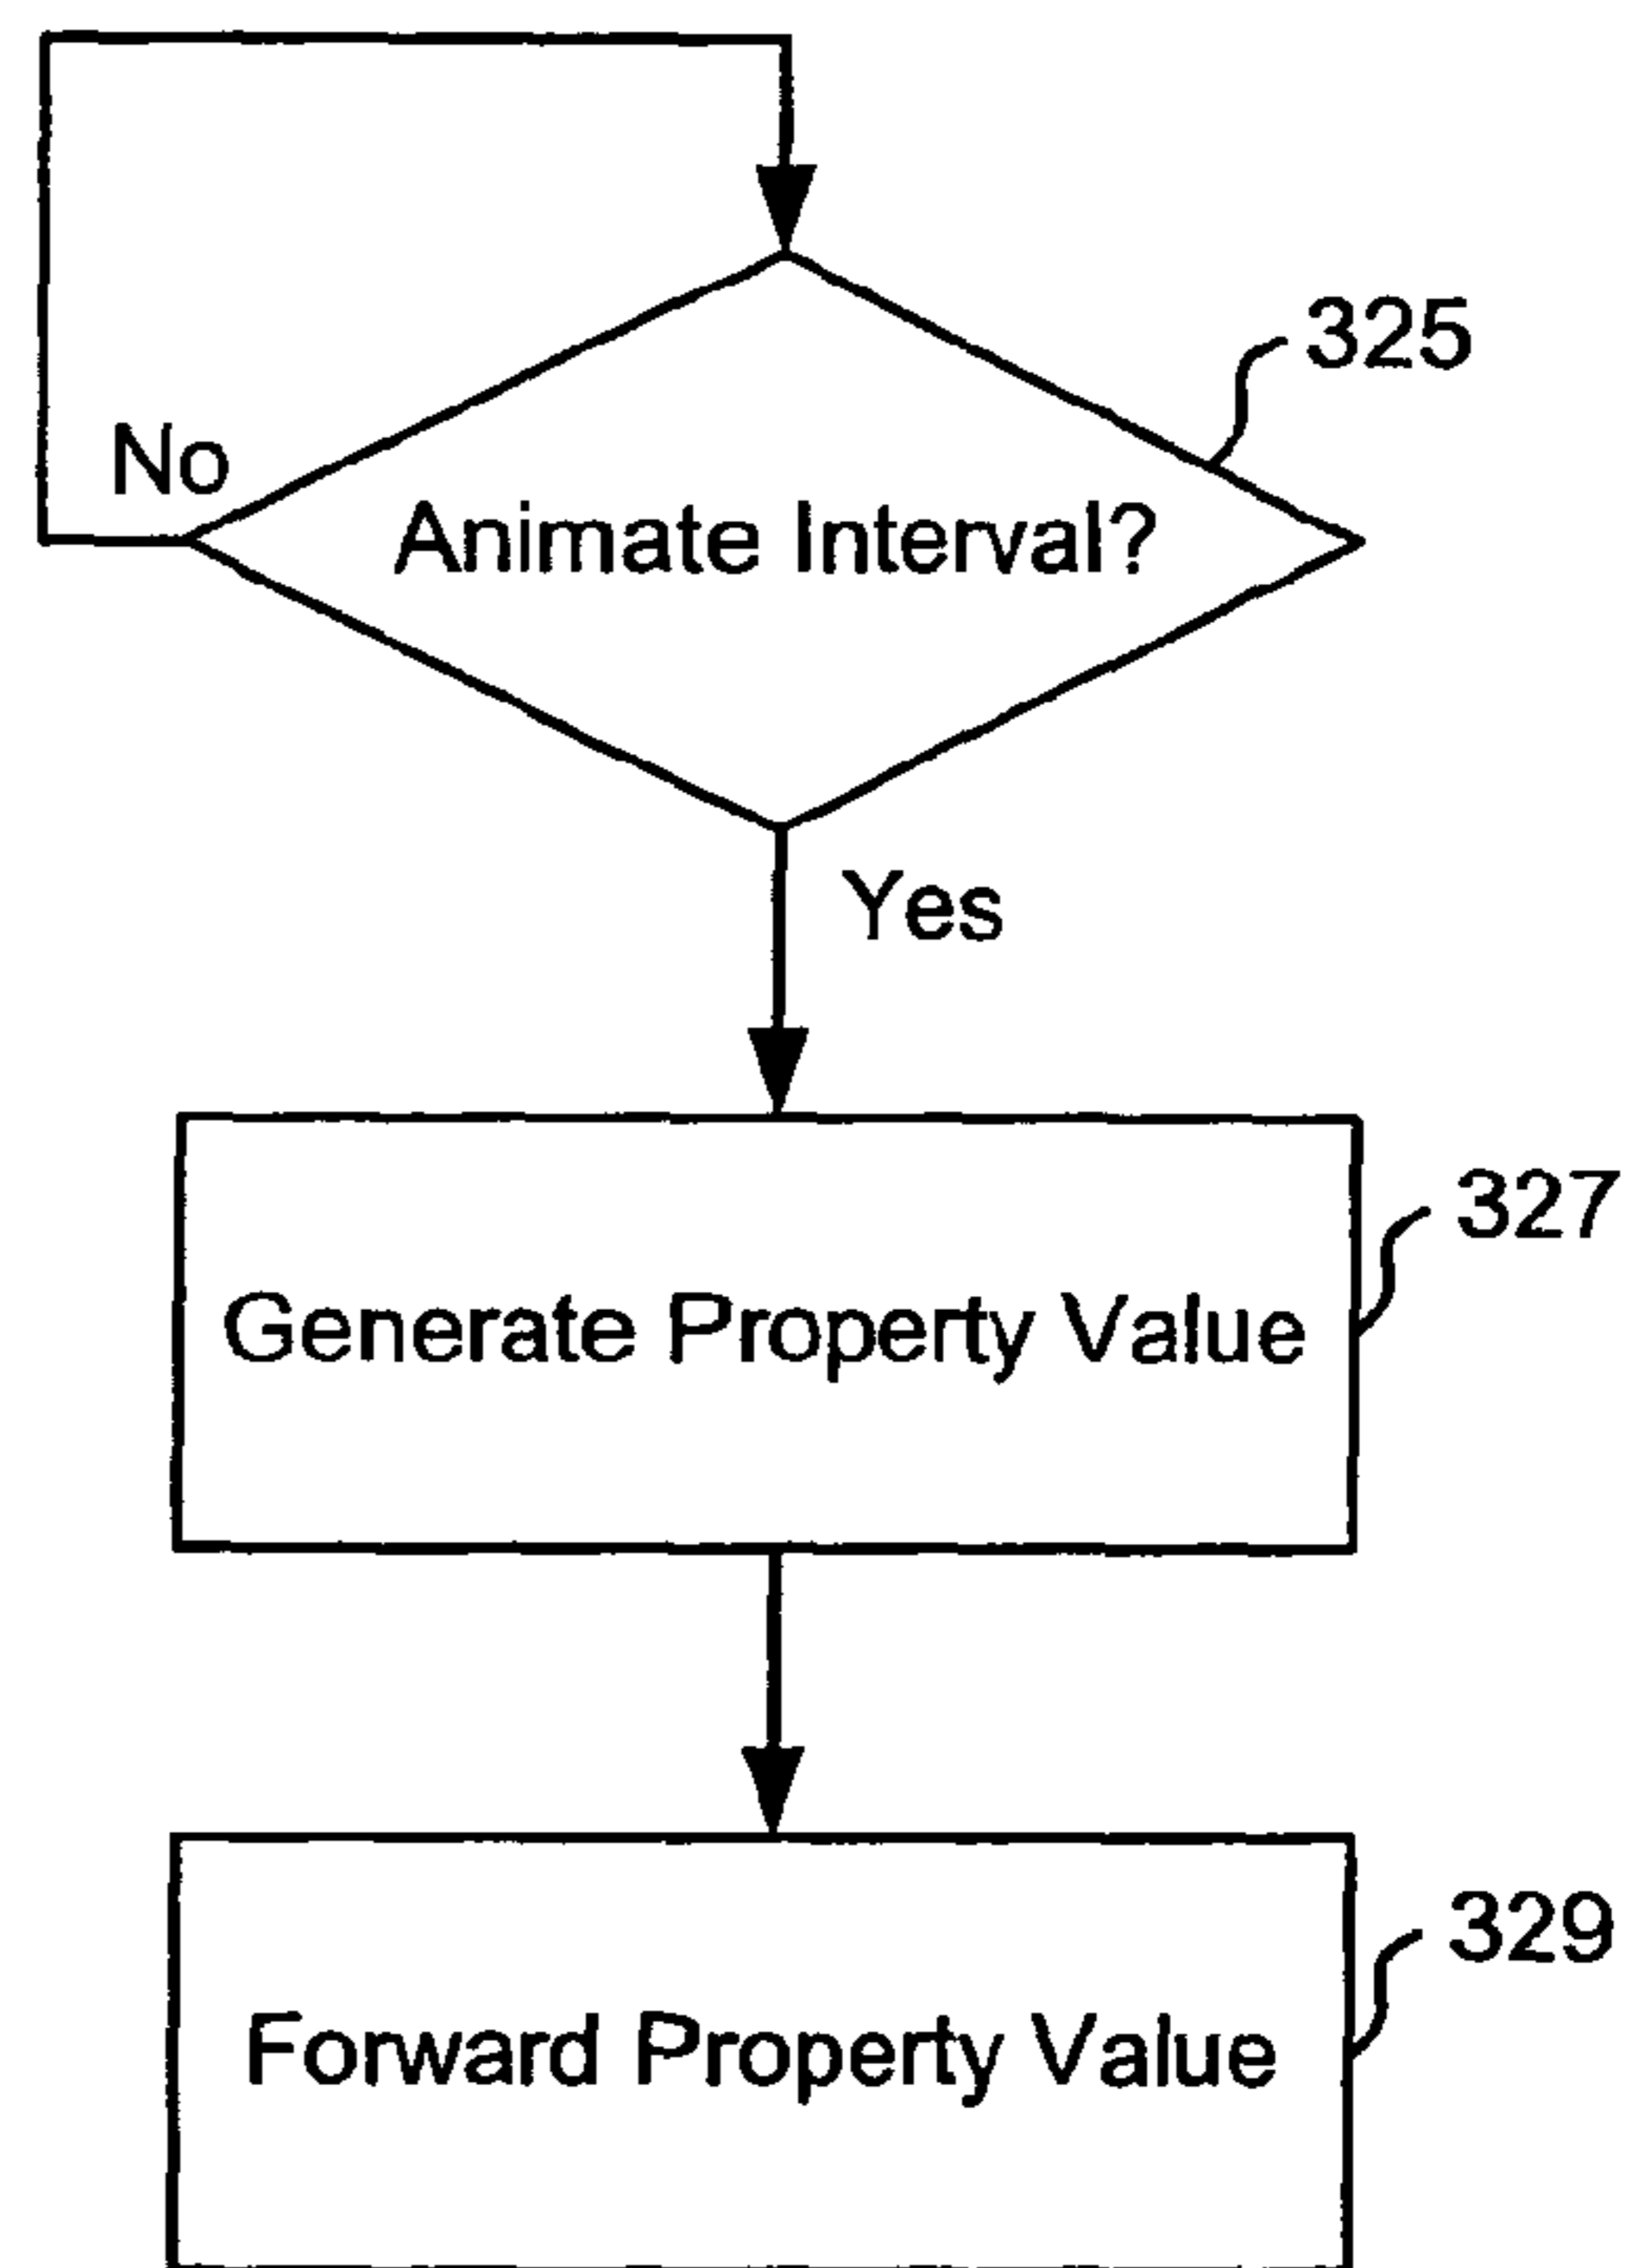 325
No
Animate Interval?
Yes
327
Generate Property Value
329
Forward Property Value